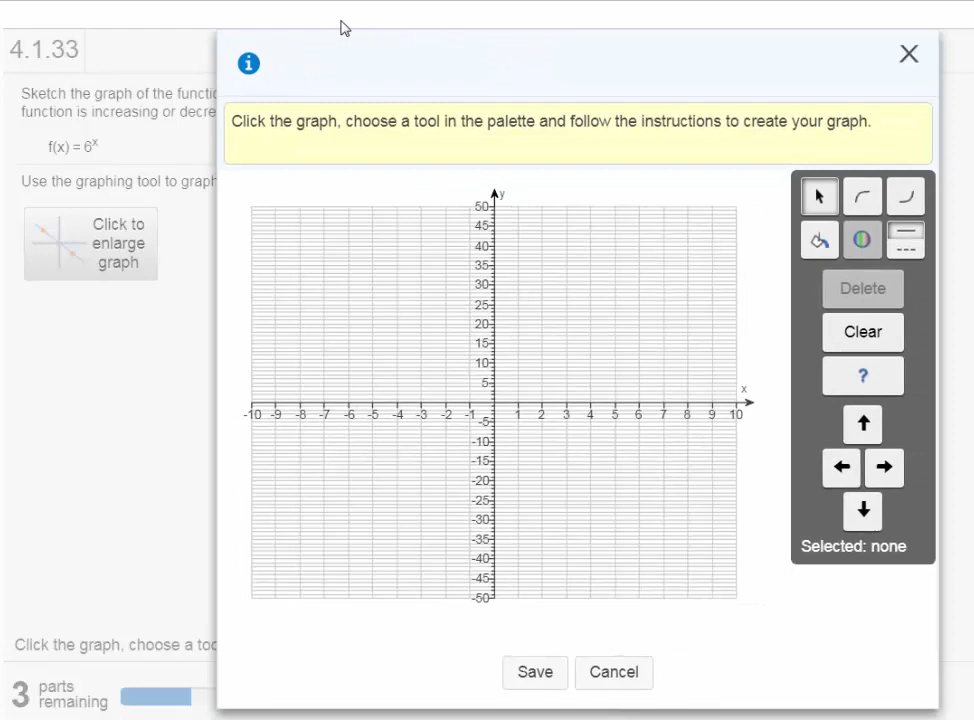 4.1.33
Sketch the graph of the functi
function is increasing or decre
f(x) = 6ˣ
Use the graphing tool to graph
Click to
enlarge
graph
Click the graph, choose a too
3 parts
remaining
i
Click the graph, choose a tool in the palette and follow the instructions to create your graph.
y
50
45
40
35
30
25
20
15
10
5
x
-10 -9 -8 -7 -6 -5 -4 -3 -2 -1 1 2 3 4 5 6 7 8 9 10
-5
-10
-15
-20
-25
-30
-35
-40
-45
-50
Delete
Clear
?
Selected: none
Save Cancel